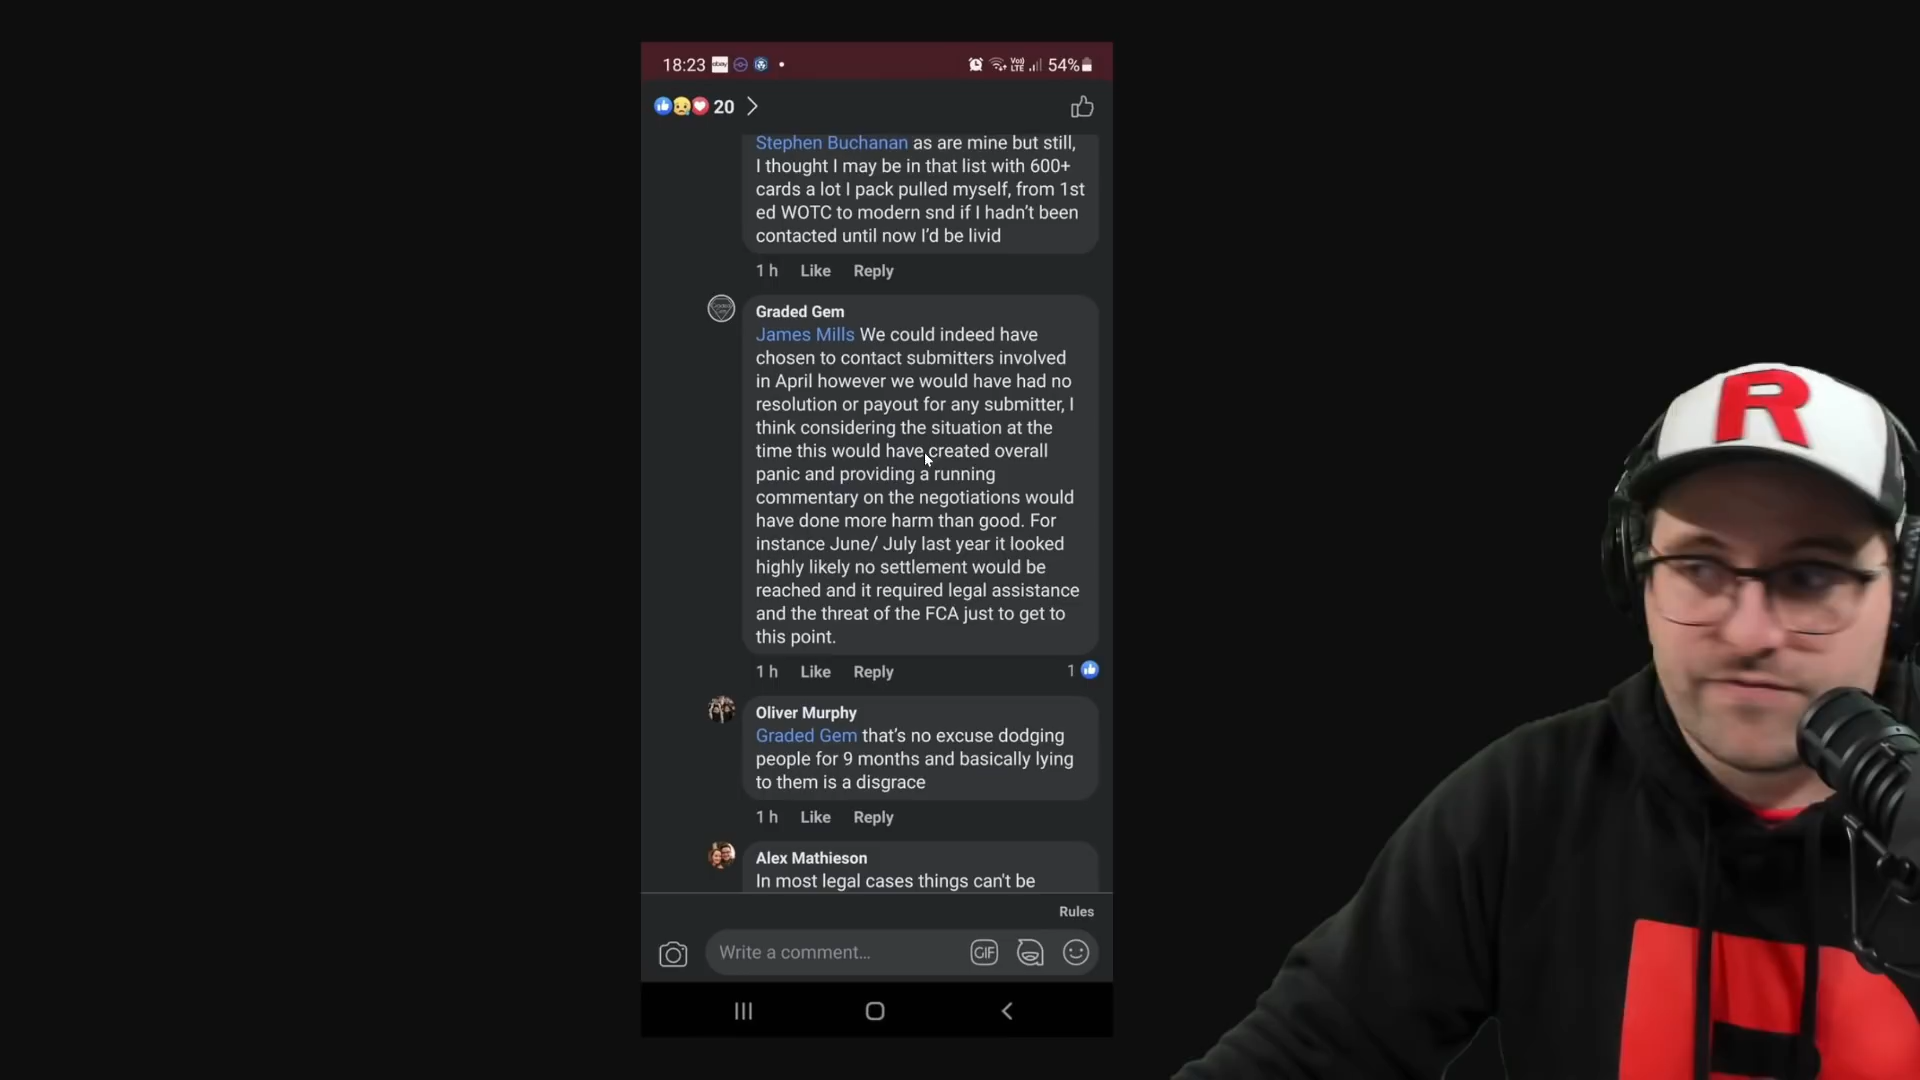 18:23
ebay
Vo)
LTE
54%
20
Stephen Buchanan as are mine but still,
I thought I may be in that list with 600+
cards a lot I pack pulled myself, from 1st
ed WOTC to modern snd if I hadn't been
contacted until now I'd be livid
1 h Like Reply
Graded Gem
James Mills We could indeed have
chosen to contact submitters involved
in April however we would have had no
resolution or payout for any submitter, I
think considering the situation at the
time this would have created overall
panic and providing a running
commentary on the negotiations would
have done more harm than good. For
instance June/ July last year it looked
highly likely no settlement would be
reached and it required legal assistance
and the threat of the FCA just to get to
this point.
1 h Like Reply 1
Oliver Murphy
Graded Gem that's no excuse dodging
people for 9 months and basically lying
to them is a disgrace
1 h Like Reply
Alex Mathieson
In most legal cases things can't be
Rules
Write a comment...
GIF
R